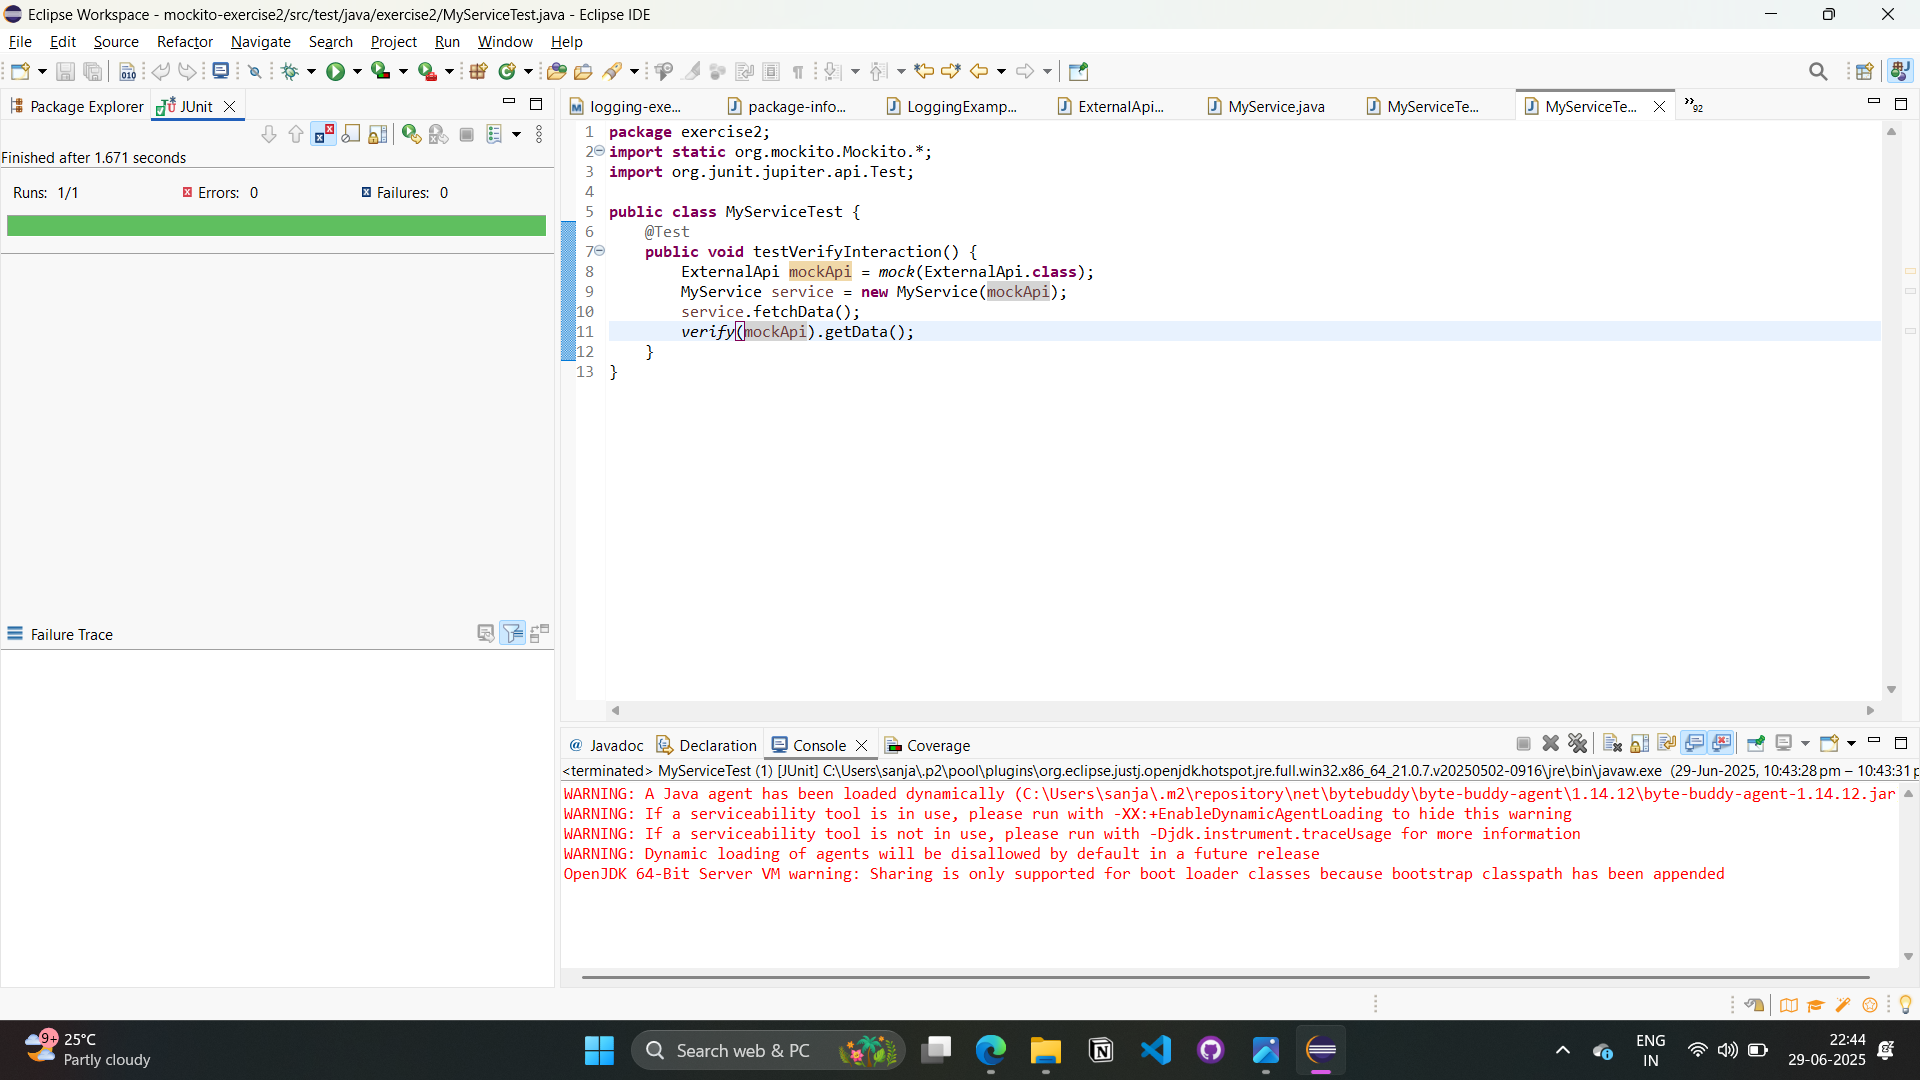 Eclipse Workspace - mockito-exercise2/src/test/java/exercise2/MyServiceTest.java - Eclipse IDE
File Edit Source Refactor Navigate Search Project Run Window Help
Package Explorer JUnit
Finished after 1.671 seconds
Runs: 1/1 Errors: 0 Failures: 0
Failure Trace
logging-exe... package-info... LoggingExamp... ExternalApi... MyService.java MyServiceTe... MyServiceTe... »92
1 package exercise2;
2 import static org.mockito.Mockito.*;
3 import org.junit.jupiter.api.Test;
4
5 public class MyServiceTest {
6     @Test
7     public void testVerifyInteraction() {
8         ExternalApi mockApi = mock(ExternalApi.class);
9         MyService service = new MyService(mockApi);
10         service.fetchData();
11         verify(mockApi).getData();
12     }
13 }
@ Javadoc Declaration Console Coverage
<terminated> MyServiceTest (1) [JUnit] C:\Users\sanja\.p2\pool\plugins\org.eclipse.justj.openjdk.hotspot.jre.full.win32.x86_64_21.0.7.v20250502-0916\jre\bin\javaw.exe (29-Jun-2025, 10:43:28 pm – 10:43:31 p
WARNING: A Java agent has been loaded dynamically (C:\Users\sanja\.m2\repository\net\bytebuddy\byte-buddy-agent\1.14.12\byte-buddy-agent-1.14.12.jar
WARNING: If a serviceability tool is in use, please run with -XX:+EnableDynamicAgentLoading to hide this warning
WARNING: If a serviceability tool is not in use, please run with -Djdk.instrument.traceUsage for more information
WARNING: Dynamic loading of agents will be disallowed by default in a future release
OpenJDK 64-Bit Server VM warning: Sharing is only supported for boot loader classes because bootstrap classpath has been appended
9+ 25°C
Partly cloudy
Search web & PC
ENG
IN
22:44
29-06-2025